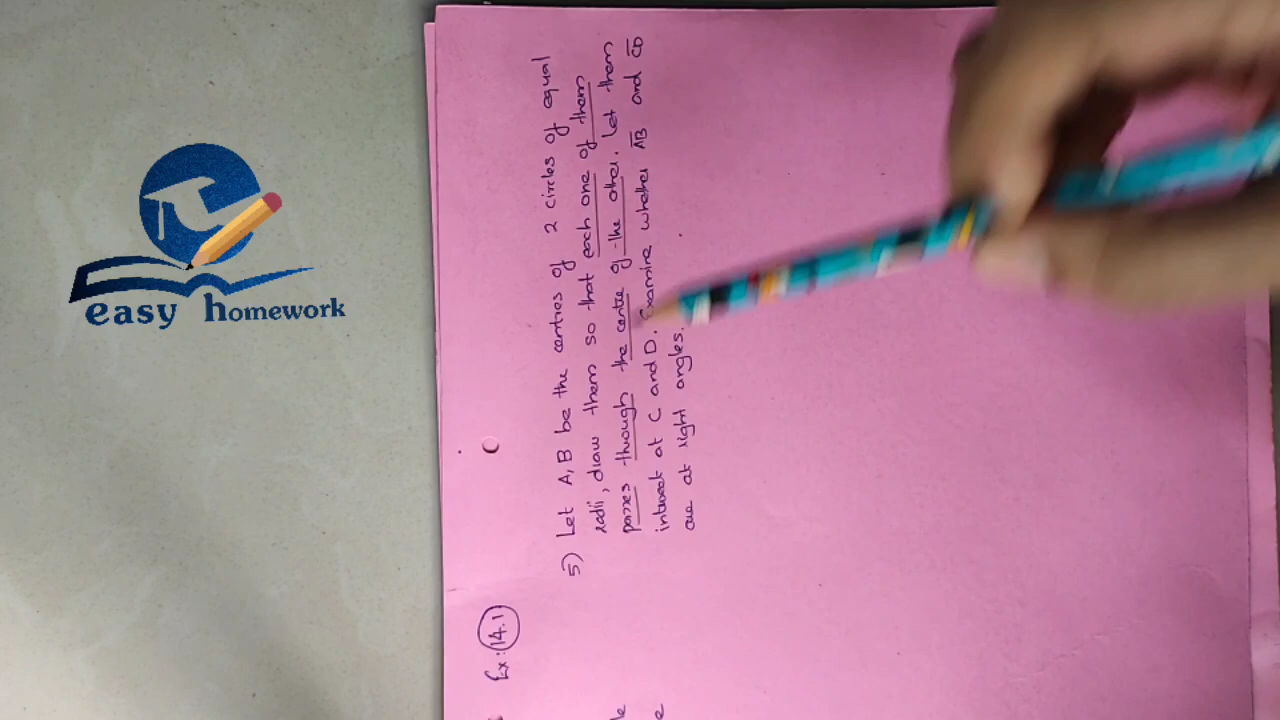 easy homework
Ex: 14.1
5) Let A, B be the centres of 2 circles of equal
radii, draw them so that each one of them
passes through the centre of the other. Let them
intersect at C and D. Examine whether AB and CD
are at right angles.